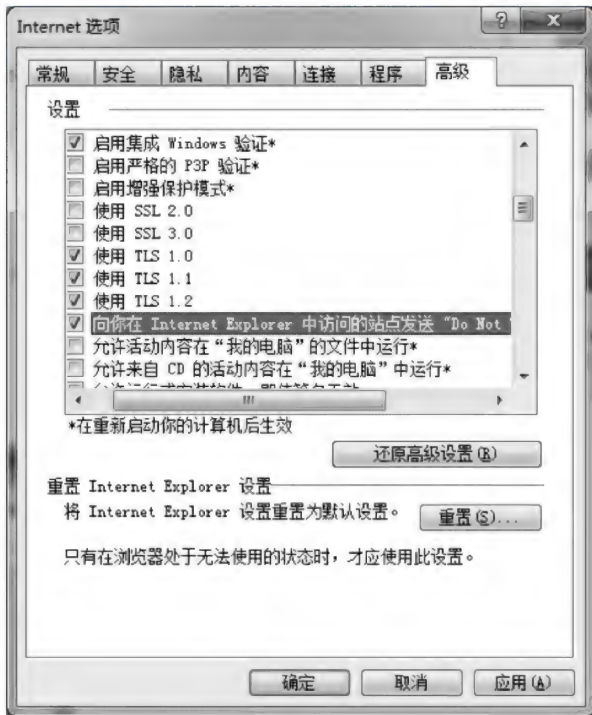 Internet 选项
常规 安全 隐私 内容 连接 程序 高级
设置
启用集成 Windows 验证*
启用严格的 P3P 验证*
启用增强保护模式*
使用 SSL 2.0
使用 SSL 3.0
使用 TLS 1.0
使用 TLS 1.1
使用 TLS 1.2
向你在 Internet Explorer 中访问的站点发送 “Do Not
允许活动内容在“我的电脑”的文件中运行*
允许来自 CD 的活动内容在“我的电脑”中运行*
*在重新启动你的计算机后生效
还原高级设置(R)
重置 Internet Explorer 设置
将 Internet Explorer 设置重置为默认设置。
重置(S)...
只有在浏览器处于无法使用的状态时，才应使用此设置。
确定 取消 应用(A)